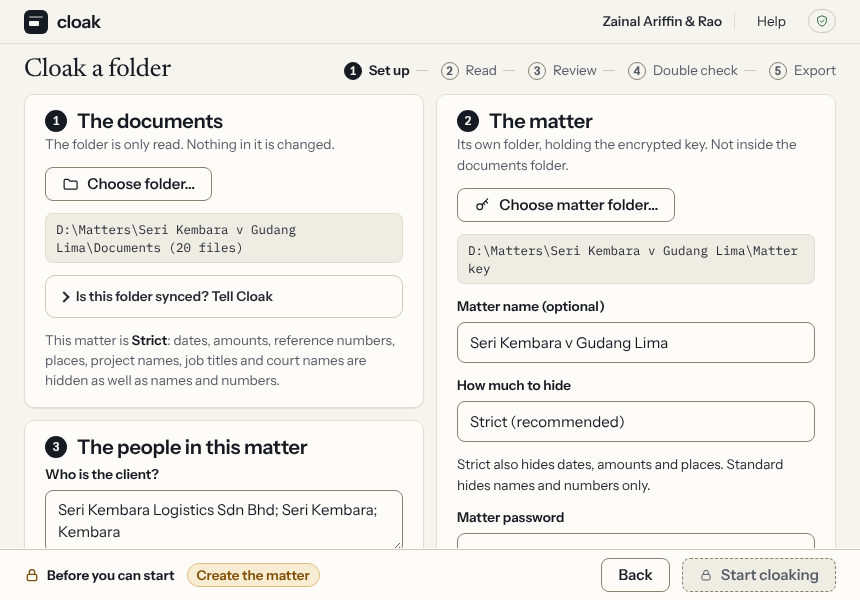 cloak
Zainal Ariffin & Rao
Help
Cloak a folder
1 Set up
2 Read
3 Review
4 Double check
5 Export
1 The documents
The folder is only read. Nothing in it is changed.
Choose folder...
D:\Matters\Seri Kembara v Gudang
Lima\Documents (20 files)
Is this folder synced? Tell Cloak
This matter is Strict: dates, amounts, reference numbers,
places, project names, job titles and court names are
hidden as well as names and numbers.
3 The people in this matter
Who is the client?
Seri Kembara Logistics Sdn Bhd; Seri Kembara;
Kembara
2 The matter
Its own folder, holding the encrypted key. Not inside the
documents folder.
Choose matter folder...
D:\Matters\Seri Kembara v Gudang Lima\Matter
key
Matter name (optional)
Seri Kembara v Gudang Lima
How much to hide
Strict (recommended)
Strict also hides dates, amounts and places. Standard
hides names and numbers only.
Matter password
Before you can start
Create the matter
Back
Start cloaking